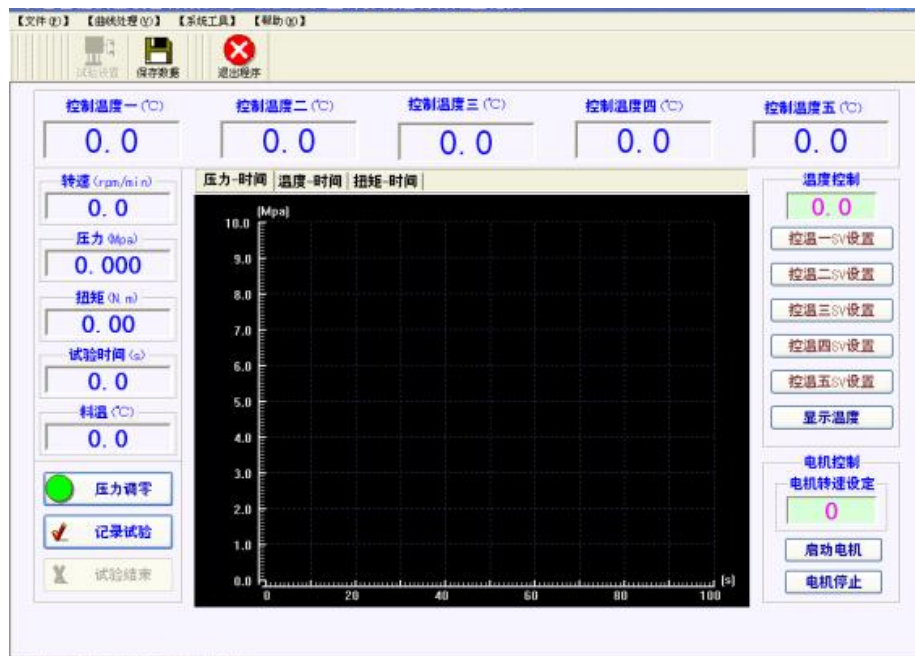 【文件(F)】 【曲线处理(V)】 【系统工具】 【帮助(X)】
试验设置 保存数据 退出程序
控制温度一(℃) 控制温度二(℃) 控制温度三(℃) 控制温度四(℃) 控制温度五(℃)
0.0 0.0 0.0 0.0 0.0
转速(rpm/min)
0.0
压力(Mpa)
0.000
扭矩(N.m)
0.00
试验时间(s)
0.0
料温(℃)
0.0
压力调零
记录试验
试验结束
压力-时间 温度-时间 扭矩-时间
(Mpa)
10.0
9.0
8.0
7.0
6.0
5.0
4.0
3.0
2.0
1.0
0.0
0 20 40 60 80 100 (s)
温度控制
0.0
控温一SV设置
控温二SV设置
控温三SV设置
控温四SV设置
控温五SV设置
显示温度
电机控制
电机转速设定
0
启动电机
电机停止